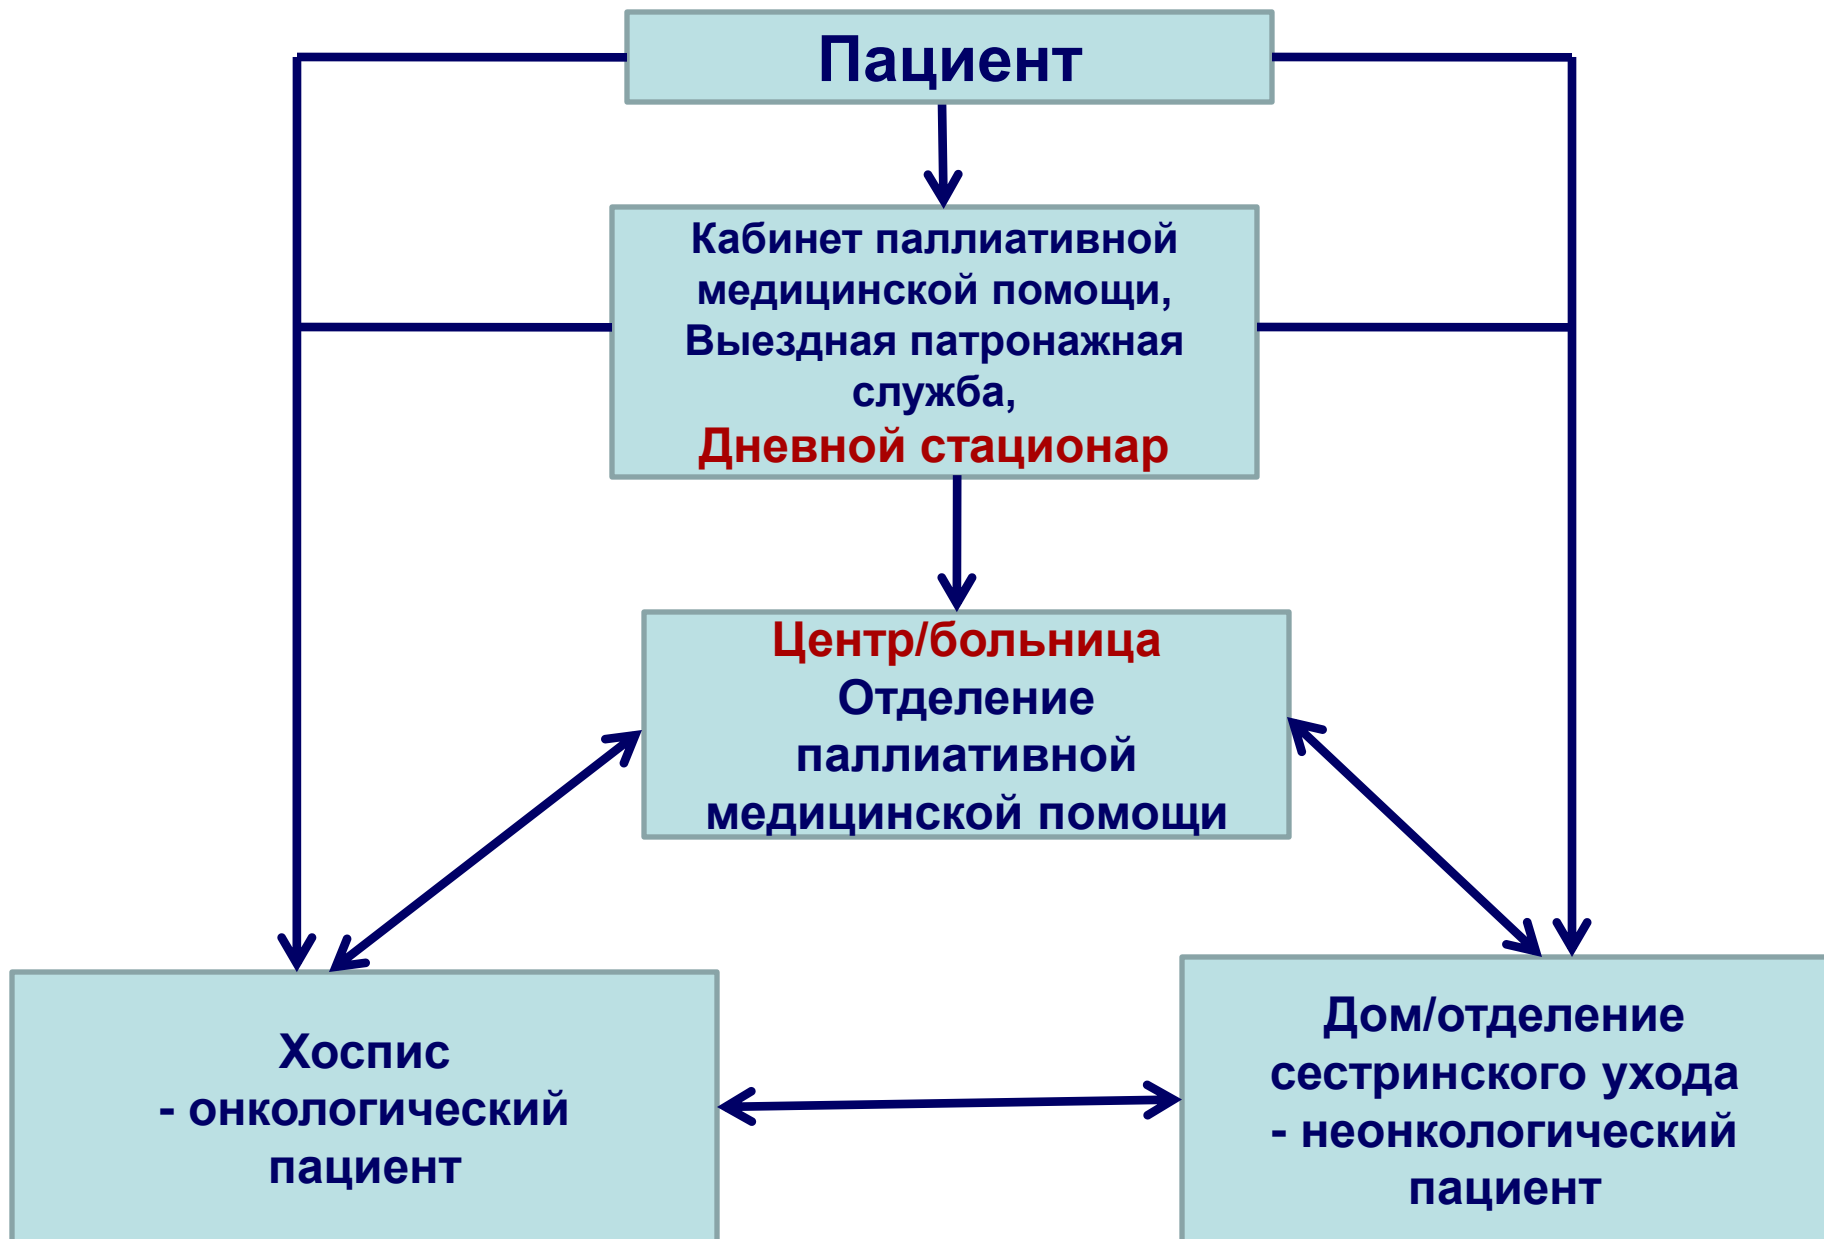 Пациент
Кабинет паллиативной
медицинской помощи,
Выездная патронажная
служба,
Дневной стационар
Центр/больница
Отделение
паллиативной
медицинской помощи
Хоспис
- онкологический
пациент
Дом/отделение
сестринского ухода
- неонкологический
пациент